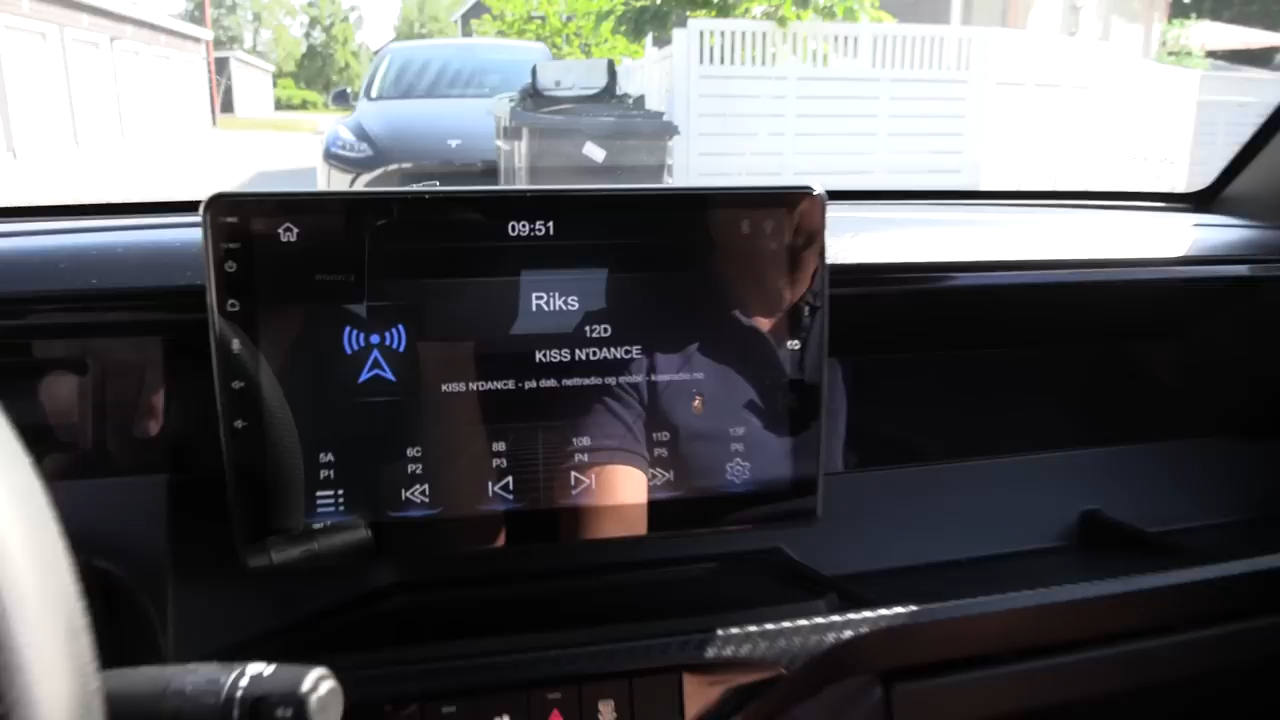 09:51
Riks
12D
KISS N'DANCE
KISS N'DANCE - på dab, nettradio og mobil - kissradio.no
5A 6C 8B 10B 11D 13F
P1 P2 P3 P4 P5 P6